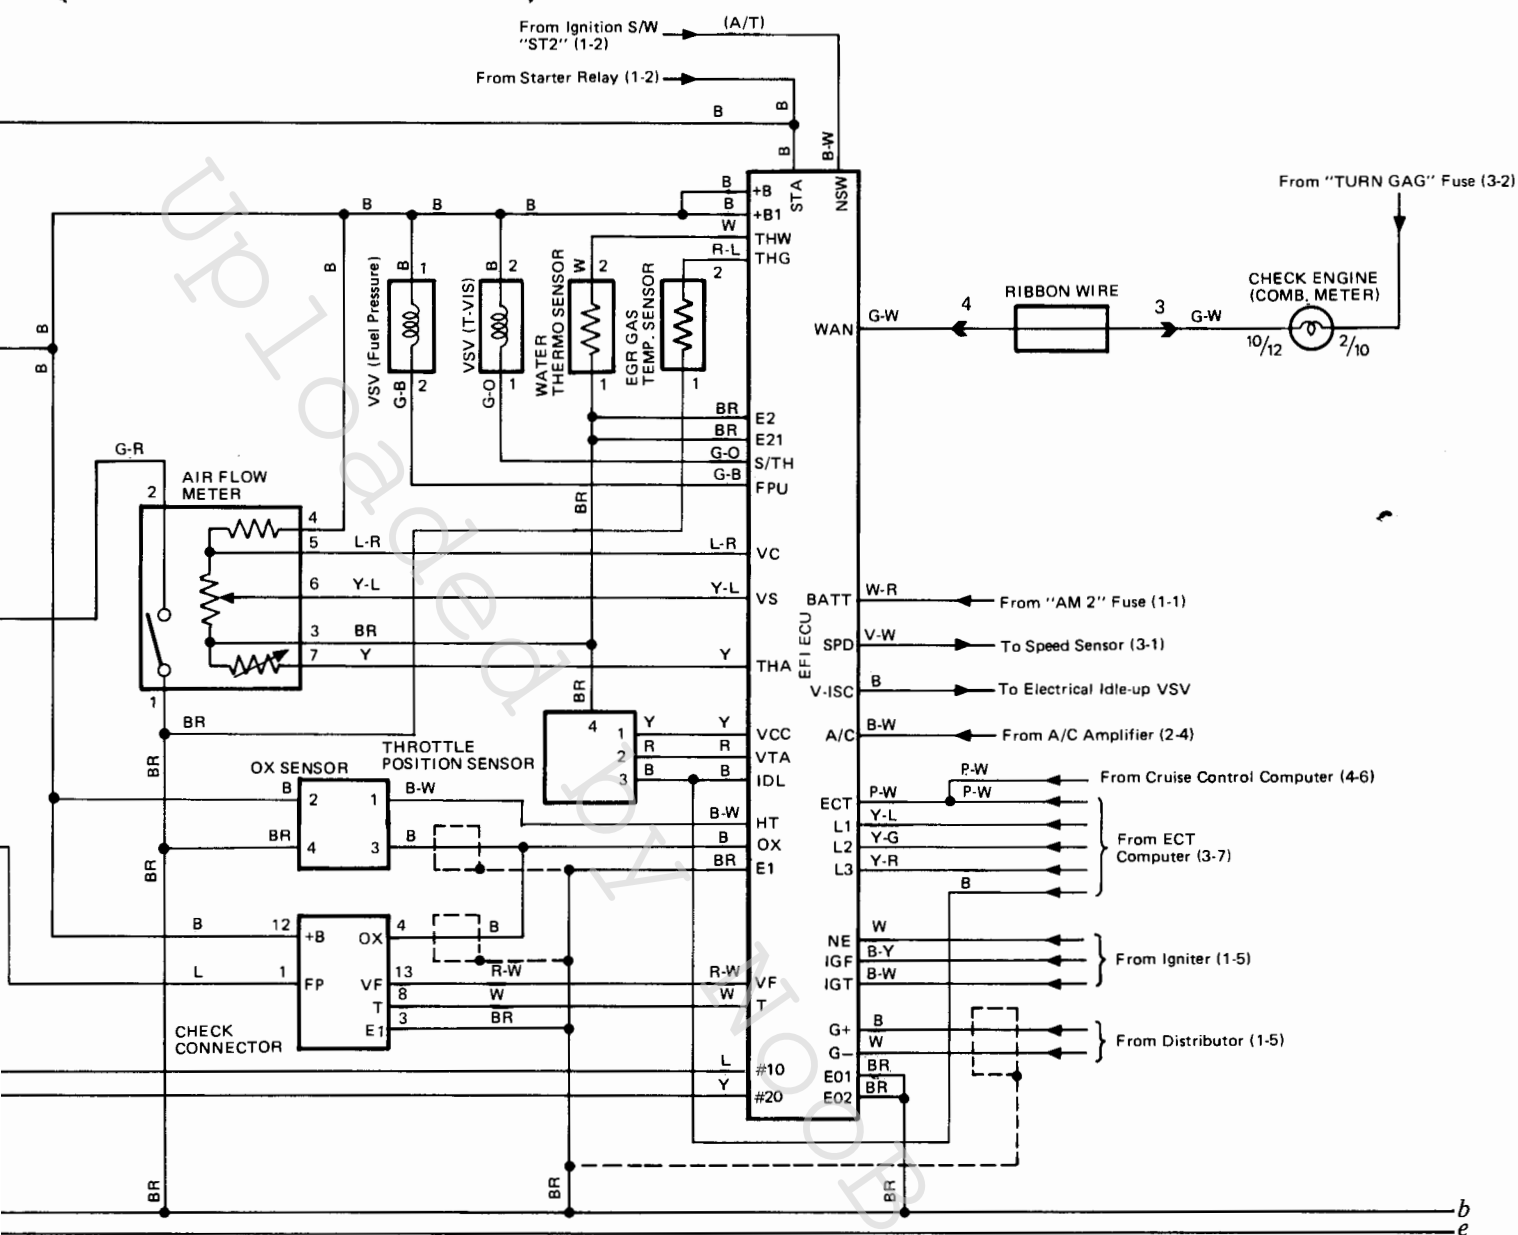 From Ignition S/W
"ST2" (1-2)
(A/T)
From Starter Relay (1-2)
B
B
B
B-W
STA
NSW
From "TURN GAG" Fuse (3-2)
B
+B
B
+B1
W
THW
R-L
THG
B
B
B
B
B
1
B
2
W
2
2
VSV (Fuel Pressure)
VSV (T-VIS)
WATER
THERMO SENSOR
EGR GAS
TEMP. SENSOR
G-B
2
G-O
1
1
1
B
B
CHECK ENGINE
(COMB. METER)
RIBBON WIRE
WAN
G-W
4
3
G-W
10/12
2/10
BR
E2
BR
E21
G-O
S/TH
G-B
FPU
BR
G-R
2
AIR FLOW
METER
4
5
L-R
L-R
VC
6
Y-L
Y-L
VS
3
BR
7
Y
Y
THA
1
BR
BR
BR
EFI ECU
BATT
W-R
From "AM 2" Fuse (1-1)
SPD
V-W
To Speed Sensor (3-1)
V-ISC
B
To Electrical Idle-up VSV
A/C
B-W
From A/C Amplifier (2-4)
4
1
Y
Y
VCC
2
R
R
VTA
3
B
B
IDL
THROTTLE
POSITION SENSOR
OX SENSOR
B
2
1
B-W
B-W
HT
BR
4
3
B
B
OX
BR
E1
BR
P-W
From Cruise Control Computer (4-6)
ECT
P-W
P-W
L1
Y-L
L2
Y-G
L3
Y-R
B
From ECT
Computer (3-7)
B
12
+B
OX
4
B
L
1
FP
VF
13
R-W
R-W
VF
T
8
W
W
T
E1
3
BR
CHECK
CONNECTOR
NE
W
IGF
B-Y
IGT
B-W
From Igniter (1-5)
G+
B
G−
W
From Distributor (1-5)
E01
BR
E02
BR
L
#10
Y
#20
BR
BR
BR
b
e
Uploaded by NooB